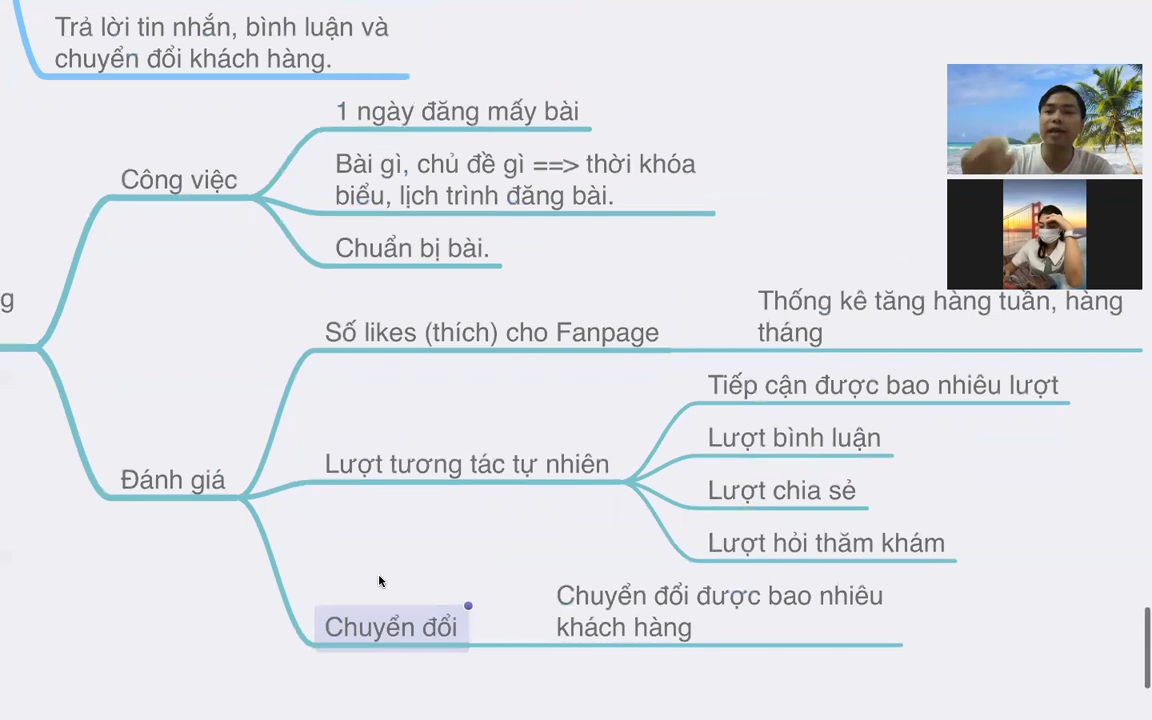 Trả lời tin nhắn, bình luận và
chuyển đổi khách hàng.
1 ngày đăng mấy bài
Công việc
Bài gì, chủ đề gì ==> thời khóa
biểu, lịch trình đăng bài.
Chuẩn bị bài.
g
Số likes (thích) cho Fanpage
Thống kê tăng hàng tuần, hàng
tháng
Đánh giá
Lượt tương tác tự nhiên
Tiếp cận được bao nhiêu lượt
Lượt bình luận
Lượt chia sẻ
Lượt hỏi thăm khám
Chuyển đổi
Chuyển đổi được bao nhiêu
khách hàng